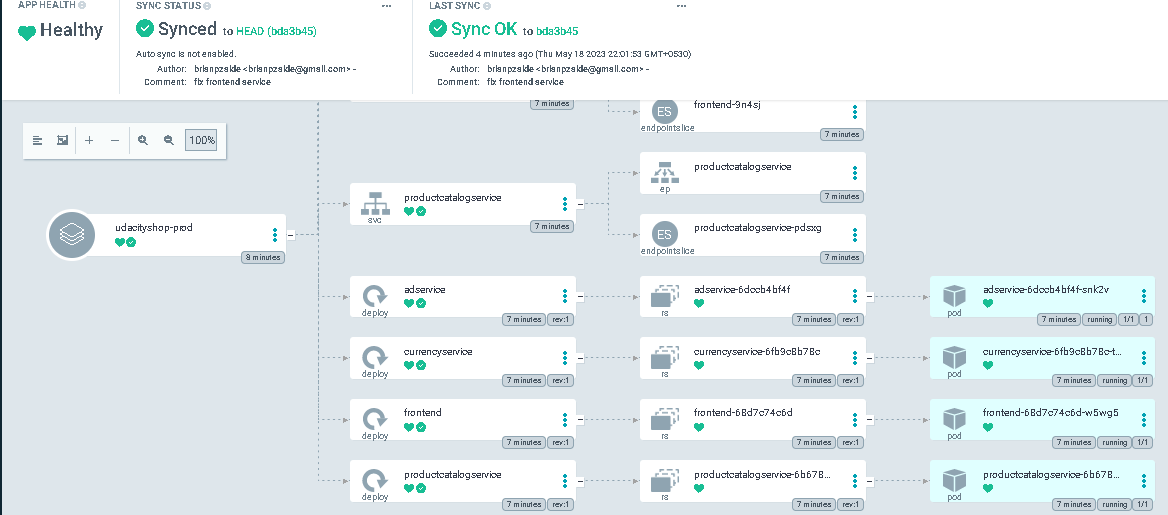 APP HEALTH
Healthy
SYNC STATUS
Synced to HEAD (bda3b45)
Auto sync is not enabled.
Author: brianpzaide <brianpzaide@gmail.com> -
Comment: fix frontend service
LAST SYNC
Sync OK to bda3b45
Succeeded 4 minutes ago (Thu May 18 2023 22:01:53 GMT+0530)
Author: brianpzaide <brianpzaide@gmail.com> -
Comment: fix frontend service
100%
7 minutes
ES
endpointslice
frontend-9n4sj
7 minutes
ep
productcatalogservice
7 minutes
svc
productcatalogservice
7 minutes
udacityshop-prod
8 minutes
ES
endpointslice
productcatalogservice-pdsxg
7 minutes
deploy
adservice
7 minutes rev:1
rs
adservice-6dccb4bf4f
7 minutes rev:1
pod
adservice-6dccb4bf4f-snk2v
7 minutes running 1/1 1
deploy
currencyservice
7 minutes rev:1
rs
currencyservice-6fb9c8b78c
7 minutes rev:1
pod
currencyservice-6fb9c8b78c-t...
7 minutes running 1/1
deploy
frontend
7 minutes rev:1
rs
frontend-68d7c74c6d
7 minutes rev:1
pod
frontend-68d7c74c6d-w5wg5
7 minutes running 1/1
deploy
productcatalogservice
7 minutes rev:1
rs
productcatalogservice-6b678...
7 minutes rev:1
pod
productcatalogservice-6b678...
7 minutes running 1/1